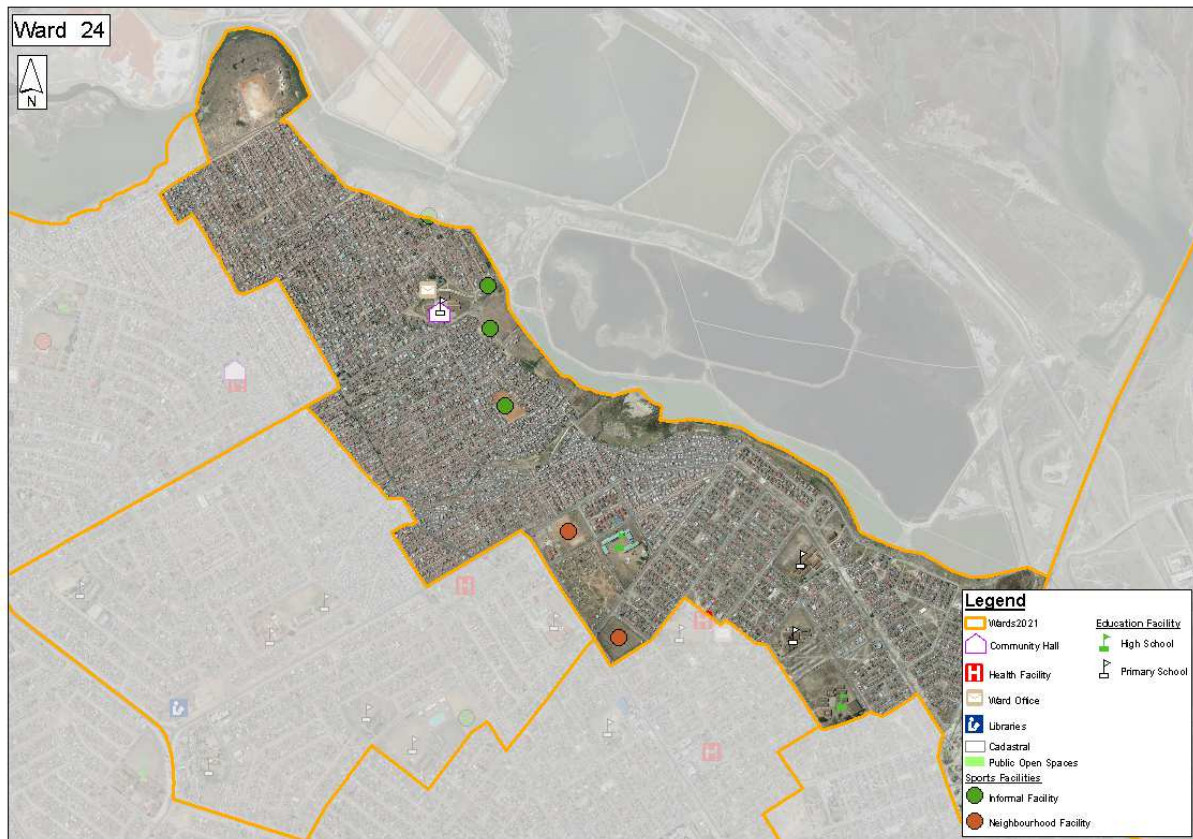 Ward 24
N
Legend
Wards2021
Community Hall
Health Facility
Ward Office
Libraries
Cadastral
Public Open Spaces
Sports Facilities
Informal Facility
Neighbourhood Facility
Education Facility
High School
Primary School
H
H
H
H
H